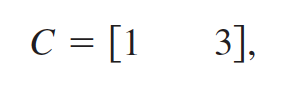 C = [1 3],